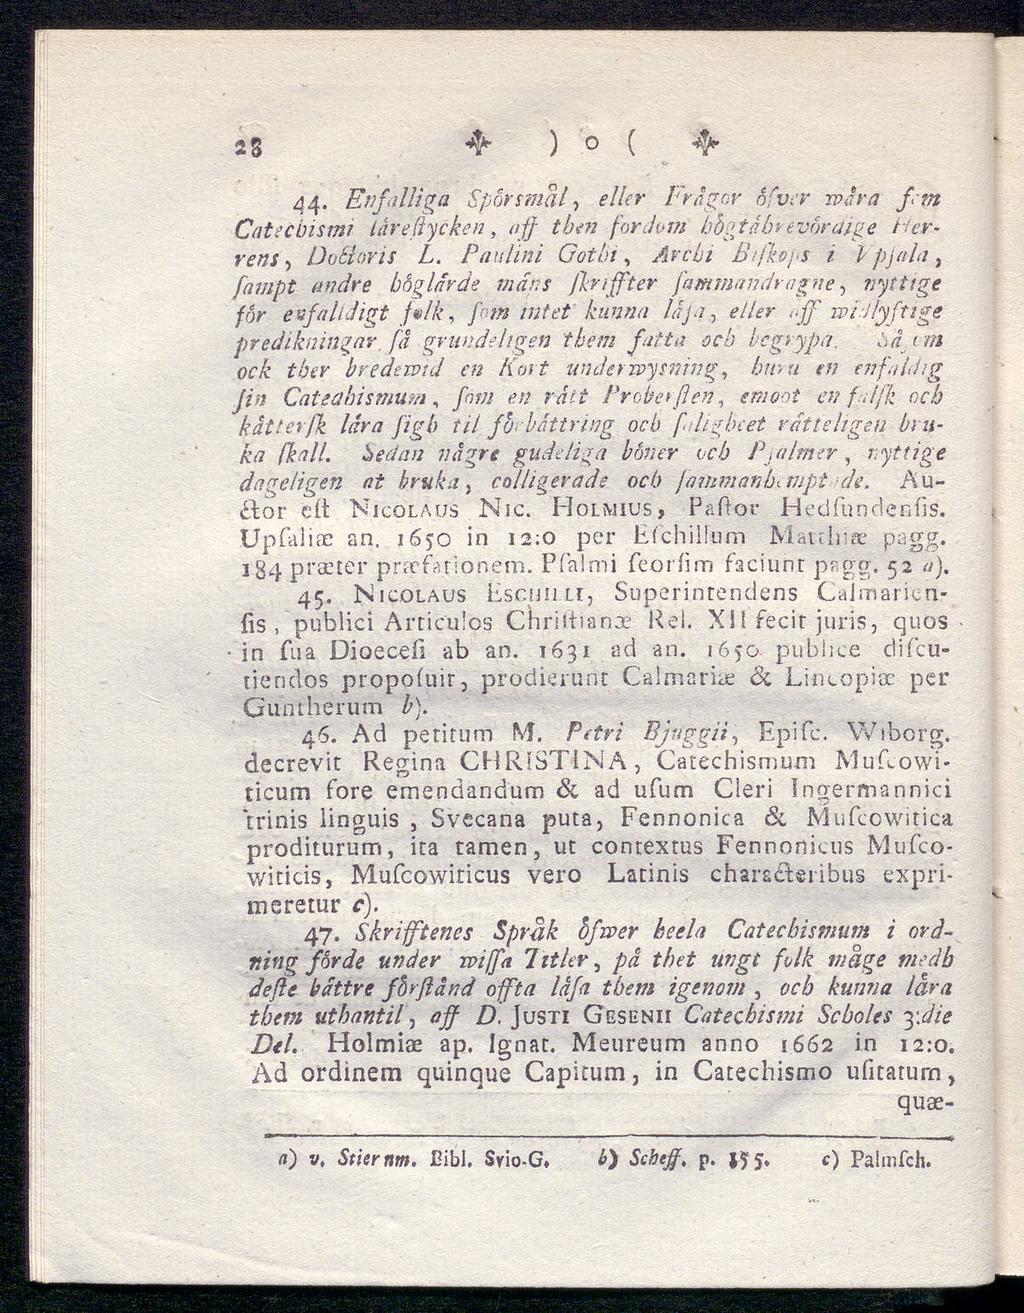 28 ) o (
44. Enfalliga Spörsmål, eller Frågor öfver wåra fem
Catechismi läreſtycken, aff then fordom högtährevördige Her-
rens, Doctoris L. Paulini Gothi, Archi Biſkops i Vpſala,
ſampt andre höglärde mäns ſkriffter ſammandragne, nyttige
för enfalldigt folk, ſom intet kunna läſa, eller aff widlyftige
predikningar ſå grundeligen them fatta och begrypa. Såſom
ock ther bredewid en Kort underwysning, huru en enfaldig
ſin Catechismum, ſom en rätt Proberſten, emoot en falſk och
kätterſk lära ſigh til förbättring och ſaligheet rätteligen bru-
ka ſkall. Sedan någre gudeliga böner och Pſalmer, nyttige
dageligen at bruka, colligerade och ſammanhemptade. Au-
ctor eſt NICOLAUS NIC. HOLMIUS, Paſtor Hedſundenſis.
Upſaliæ an. 1650 in 12:o per Eſchillum Matthiæ pagg.
184 præter præfationem. Pſalmi ſeorſim faciunt pagg. 52 a).
45. NICOLAUS ESCHILLI, Superintendens Calmarien-
ſis, publici Articulos Chriſtianæ Rel. XII fecit juris, quos
in ſua Dioeceſi ab an. 1631 ad an. 1650 publice diſcu-
tiendos propoſuit, prodierunt Calmariæ & Lincopiæ per
Guntherum b).
46. Ad petitum M. Petri Bjuggii, Epiſc. Wiborg.
decrevit Regina CHRISTINA, Catechismum Muſcowi-
ticum fore emendandum & ad uſum Cleri Ingermannici
trinis linguis, Svecana puta, Fennonica & Muſcowitica
proditurum, ita tamen, ut contextus Fennonicus Muſco-
witicis, Muſcowiticus vero Latinis characteribus expri-
meretur c).
47. Skrifftenes Språk öfwer heela Catechismum i ord-
ning förde under wiſſa Titler, på thet ungt folk måge medh
deſte bättre förſtånd offta läſa them igenom, och kunna lära
them uthantil, aff D. JUSTI GESENII Catechismi Scholes 3:die
Del. Holmiæ ap. Ignat. Meureum anno 1662 in 12:o.
Ad ordinem quinque Capitum, in Catechismo uſitatum,
quæ-
a) v. Stiernm. Bibl. Svio-G. b) Scheff. p. 155. c) Palmſch.